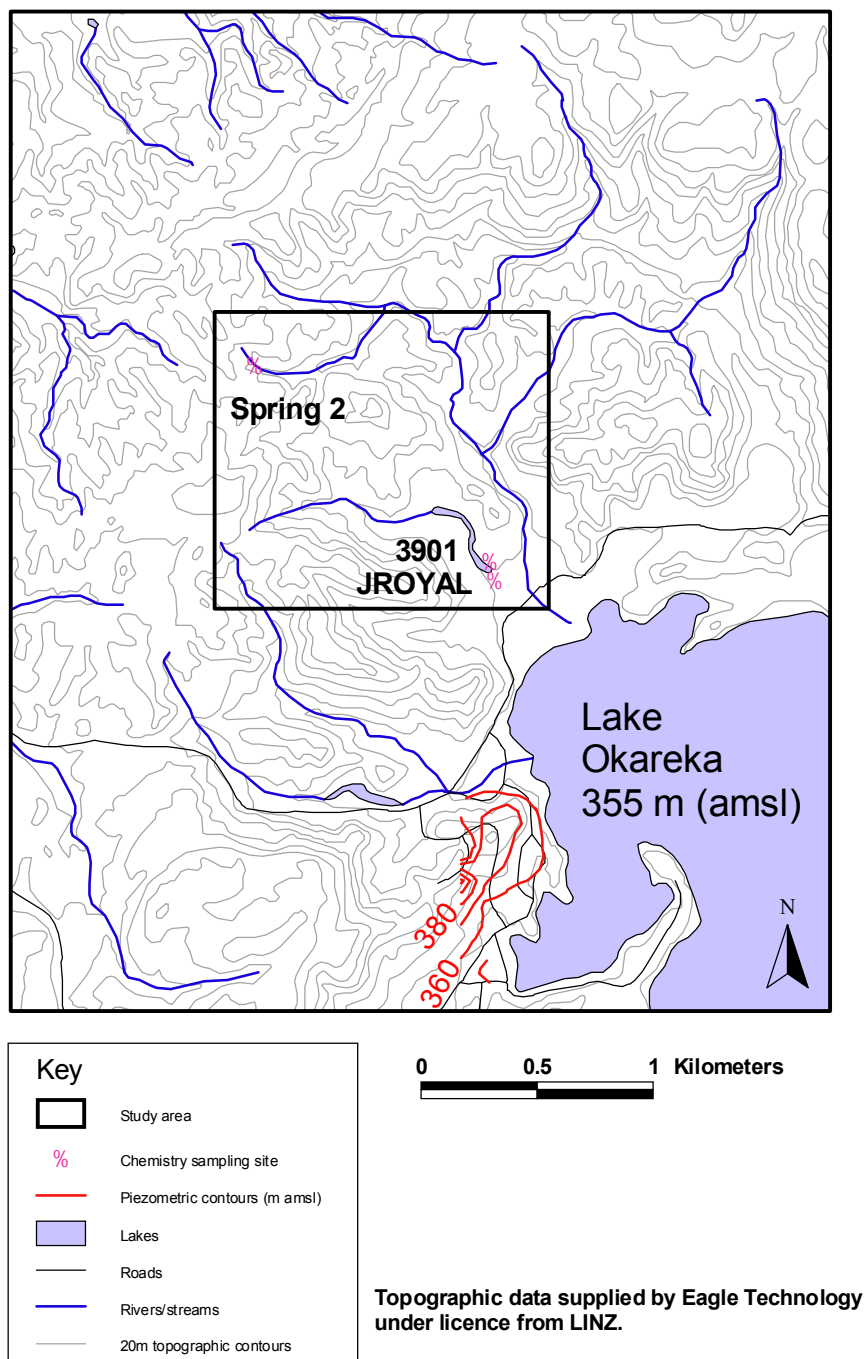 %
Spring 2
3901
%
JROYAL
%
Lake
Okareka
355 m (amsl)
380
360
N
Key
Study area
% Chemistry sampling site
Piezometric contours (m amsl)
Lakes
Roads
Rivers/streams
20m topographic contours
0 0.5 1 Kilometers
Topographic data supplied by Eagle Technology
under licence from LINZ.